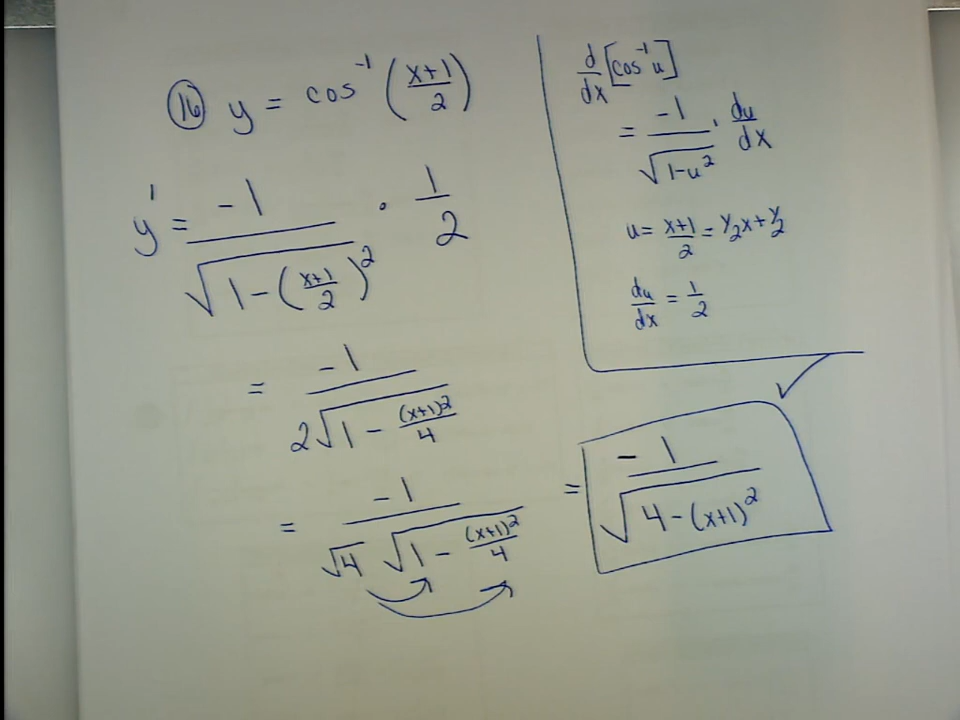 ⑯ y = cos⁻¹ ((x+1)/2)
y' = -1/√(1-((x+1)/2)²) · 1/2
= -1/(2√(1 - (x+1)²/4))
= -1/(√4 √(1 - (x+1)²/4))
= -1/√(4-(x+1)²)
d/dx [cos⁻¹u]
= -1/√(1-u²) · du/dx
u = (x+1)/2 = 1/2x + 1/2
du/dx = 1/2